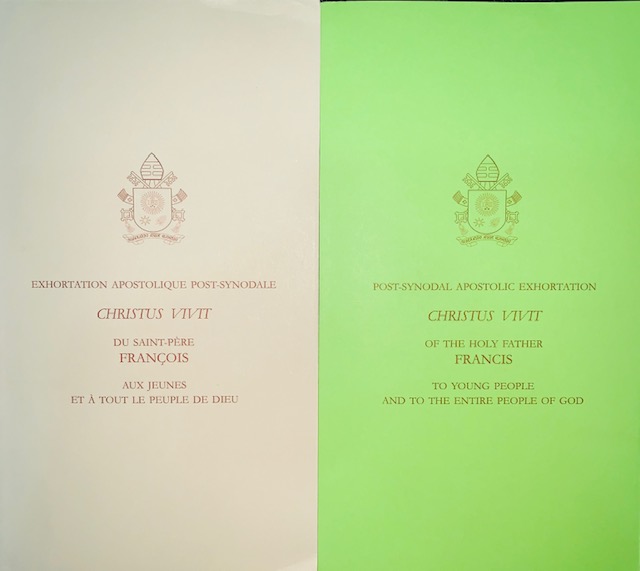 EXHORTATION APOSTOLIQUE POST-SYNODALE
CHRISTUS VIVIT
DU SAINT-PÈRE
FRANÇOIS
AUX JEUNES
ET À TOUT LE PEUPLE DE DIEU
POST-SYNODAL APOSTOLIC EXHORTATION
CHRISTUS VIVIT
OF THE HOLY FATHER
FRANCIS
TO YOUNG PEOPLE
AND TO THE ENTIRE PEOPLE OF GOD